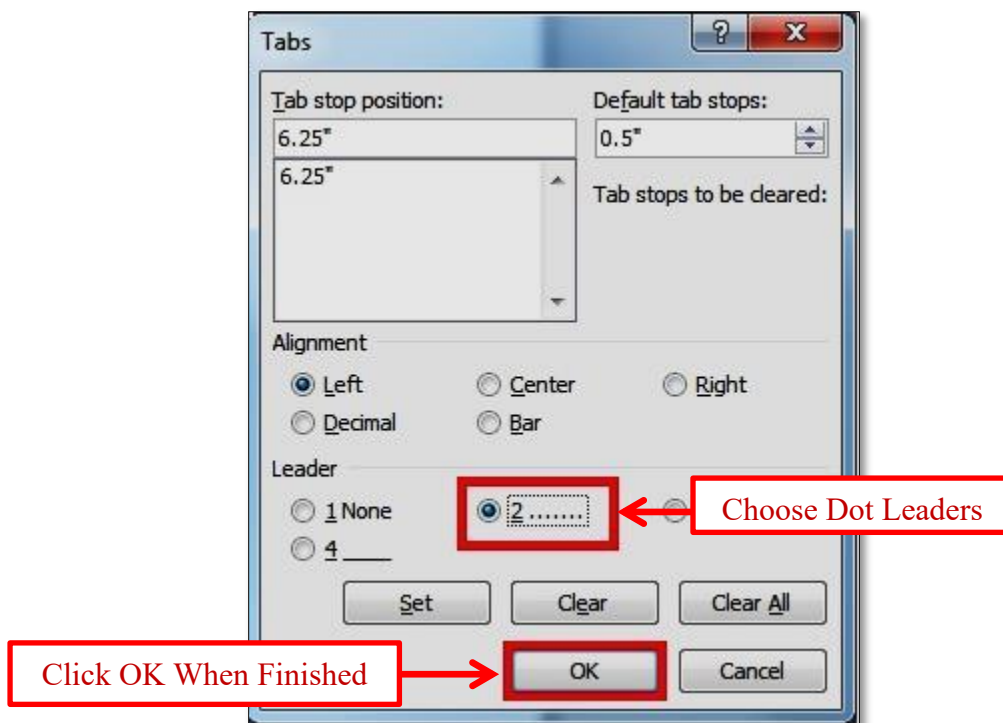 Tabs ?
Tab stop position: Default tab stops:
6.25" 0.5"
6.25"
Tab stops to be cleared:
Alignment
Left Center Right
Decimal Bar
Leader
1 None 2 ....... Choose Dot Leaders
4 ____
Set Clear Clear All
Click OK When Finished OK Cancel